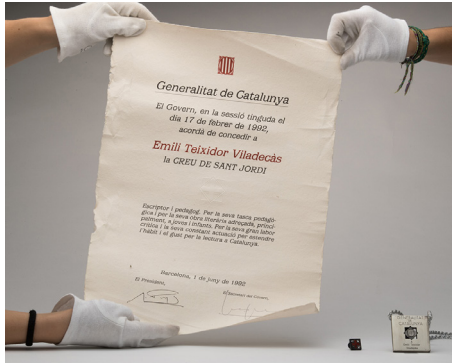 Generalitat de Catalunya
El Govern, en la sessió tinguda el
dia 17 de febrer de 1992,
acordà de concedir a
Emili Teixidor Viladecàs
la CREU DE SANT JORDI
Escriptor i pedagog. Per la seva tasca pedagò-
gica i per la seva obra literària adreçada, princi-
palment, a joves i infants. Per la seva gran labor
crítica i la seva constant actuació per estendre
l'hàbit i el gust per la lectura a Catalunya.
Barcelona, 1 de juny de 1992
El President,